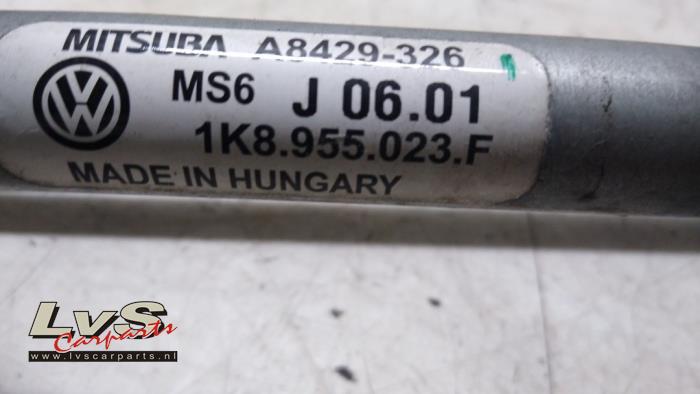 MITSUBA A8429-326
MS6 J 06.01
1K8.955.023.F
MADE IN HUNGARY
LvS
Carparts
www.lvscarparts.nl